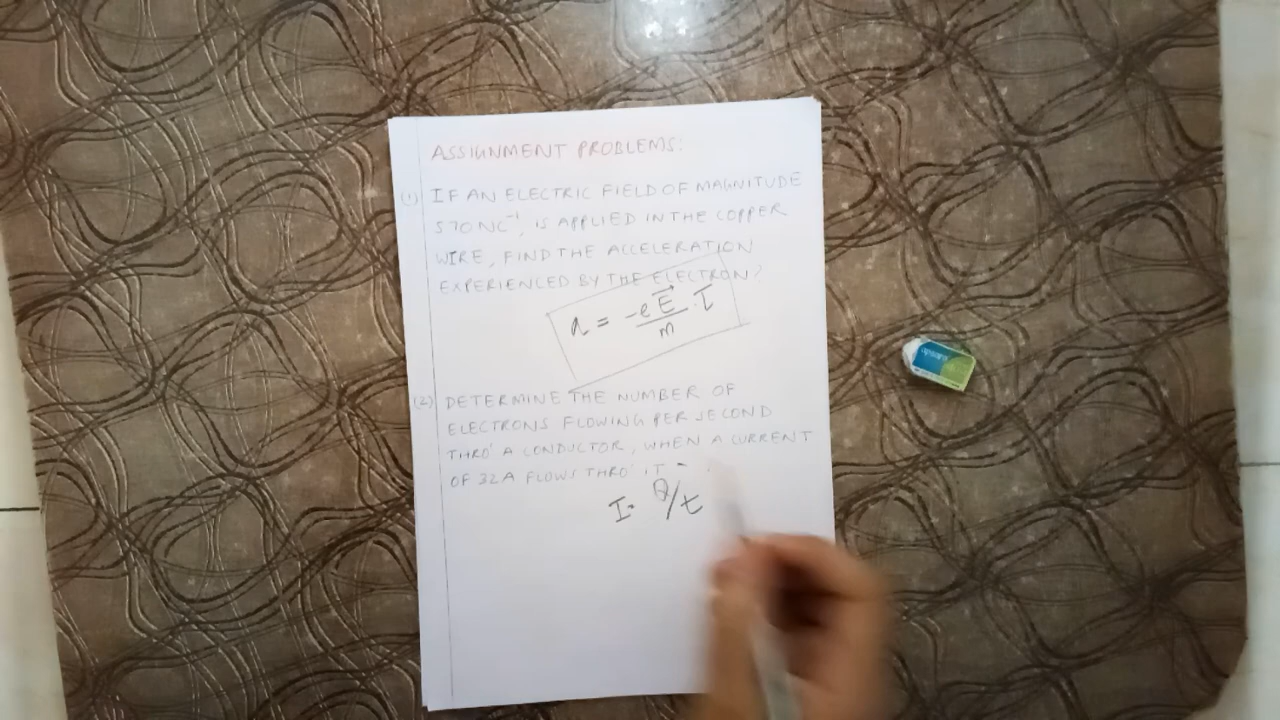 ASSIGNMENT PROBLEMS:
(1) IF AN ELECTRIC FIELD OF MAGNITUDE
570 NC⁻¹, IS APPLIED IN THE COPPER
WIRE, FIND THE ACCELERATION
EXPERIENCED BY THE ELECTRON?
a = -eE⃗/m · τ
(2) DETERMINE THE NUMBER OF
ELECTRONS FLOWING PER SECOND
THRO' A CONDUCTOR, WHEN A CURRENT
OF 32A FLOWS THRO' IT -
I = Q/t
apsara